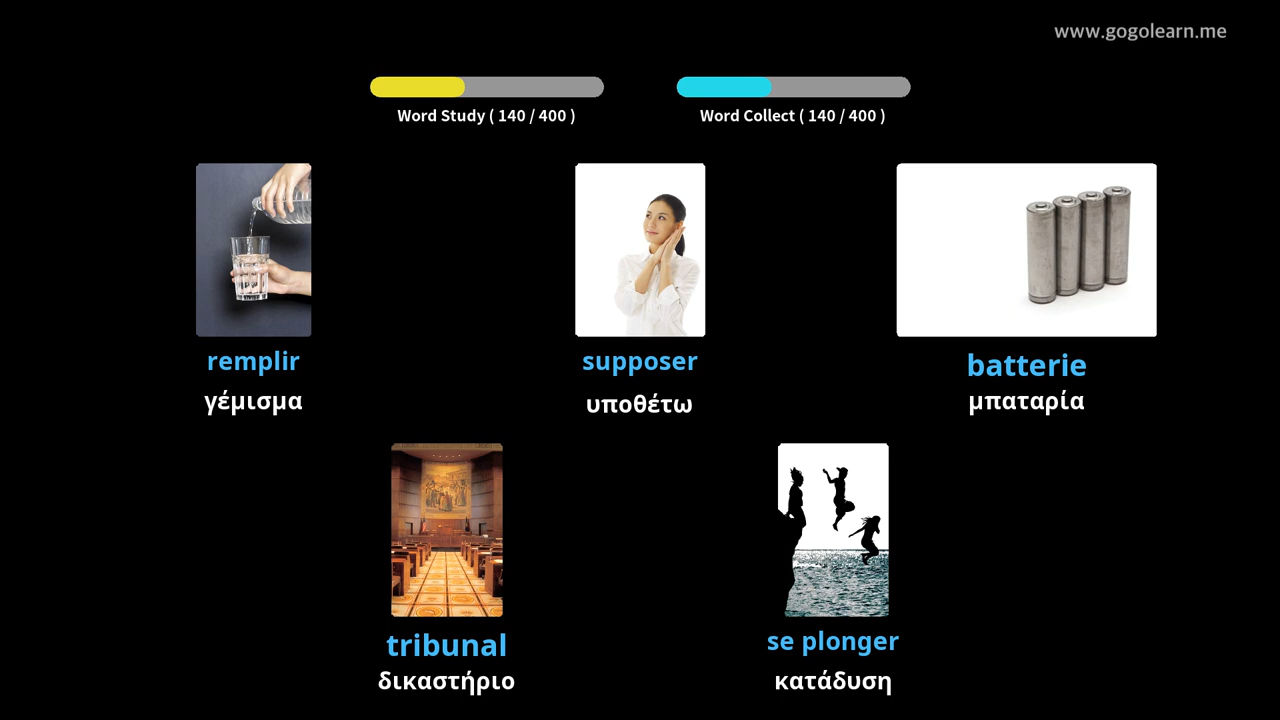 www.gogolearn.me
Word Study ( 140 / 400 )
Word Collect ( 140 / 400 )
remplir
γέμισμα
supposer
υποθέτω
batterie
μπαταρία
tribunal
δικαστήριο
se plonger
κατάδυση